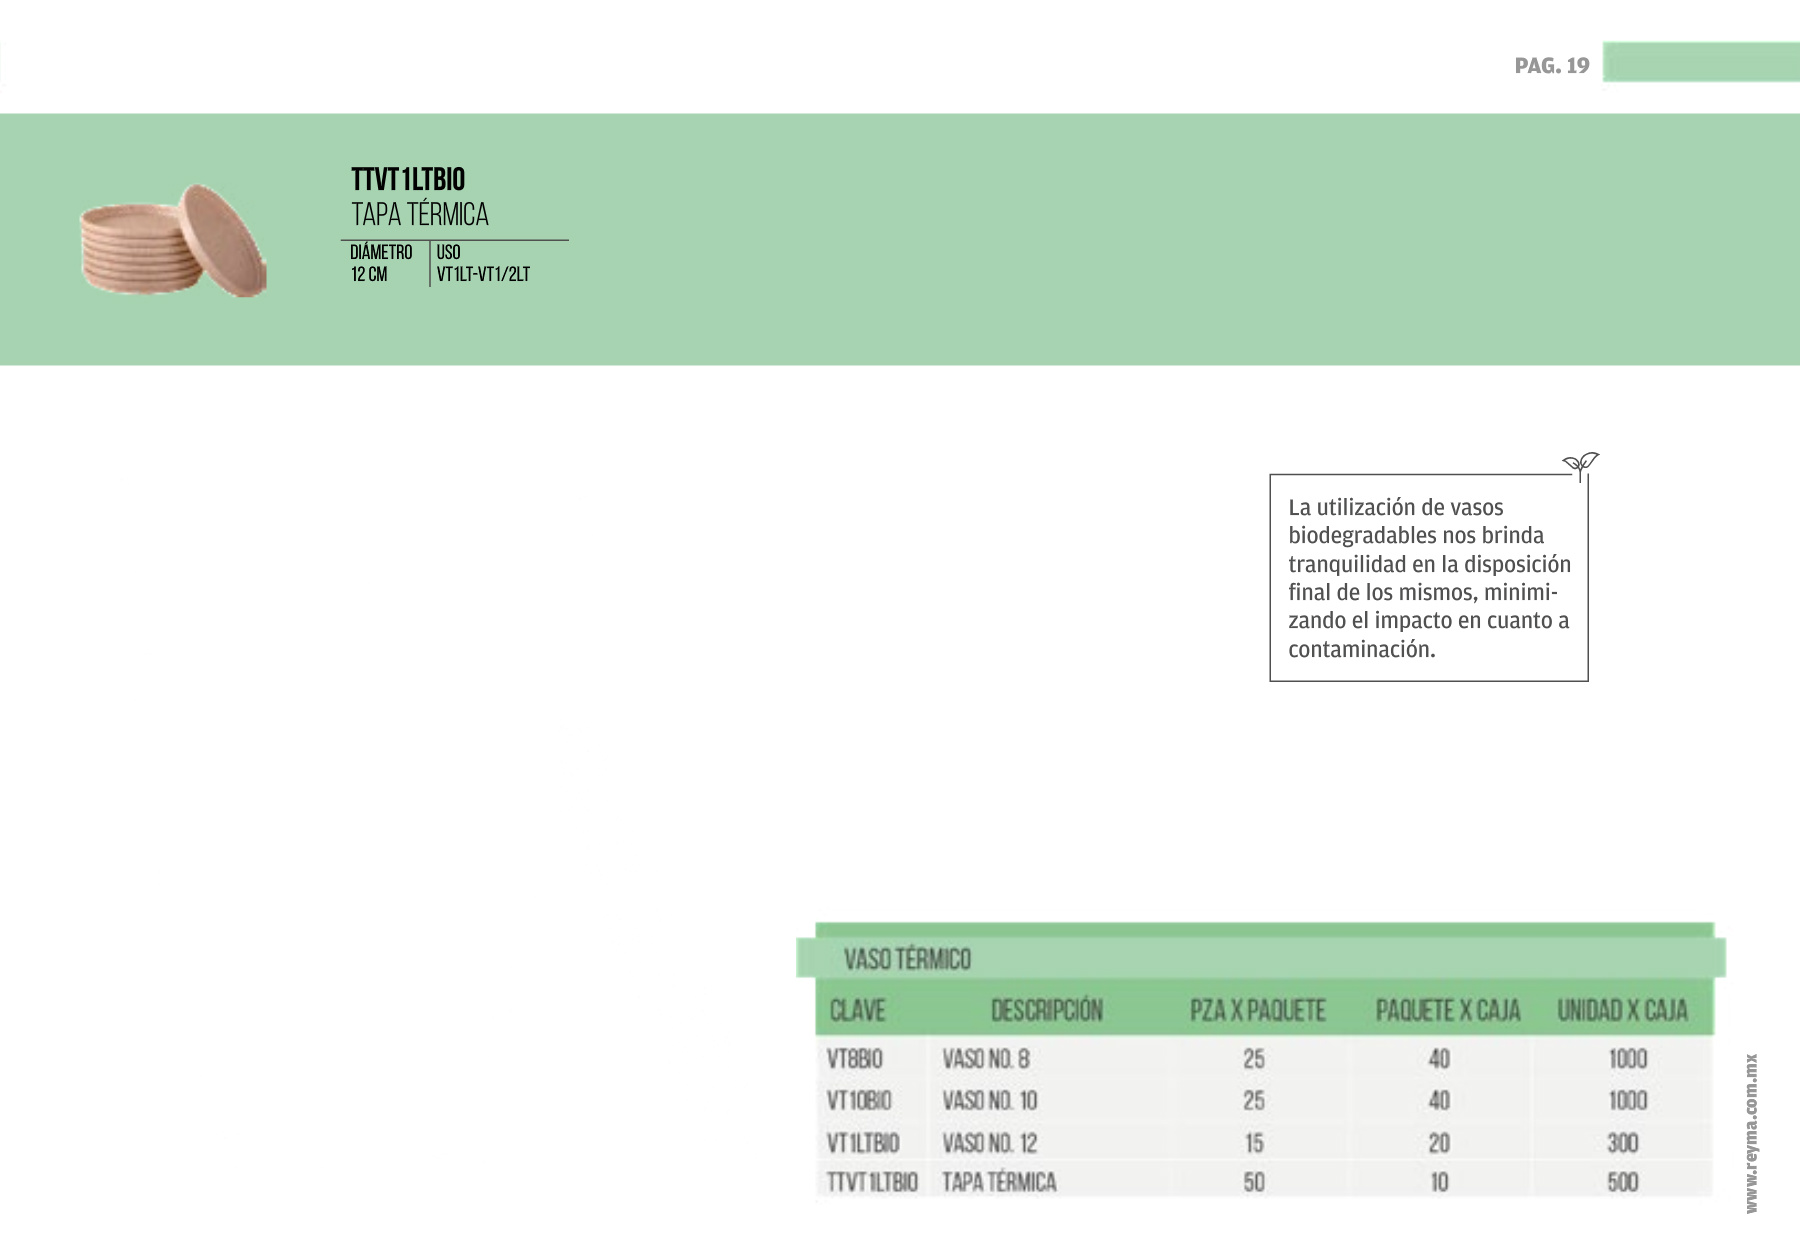 PAG. 19
TTVT1LTBIO
TAPA TÉRMICA
DIÁMETRO USO
12 CM VT1LT-VT1/2LT
La utilización de vasos
biodegradables nos brinda
tranquilidad en la disposición
final de los mismos, minimi-
zando el impacto en cuanto a
contaminación.
VASO TÉRMICO
CLAVE DESCRIPCIÓN PZA X PAQUETE PAQUETE X CAJA UNIDAD X CAJA
VT8BIO VASO NO. 8 25 40 1000
VT10BIO VASO NO. 10 25 40 1000
VT1LTBIO VASO NO. 12 15 20 300
TTVT1LTBIO TAPA TÉRMICA 50 10 500
www.reyma.com.mx